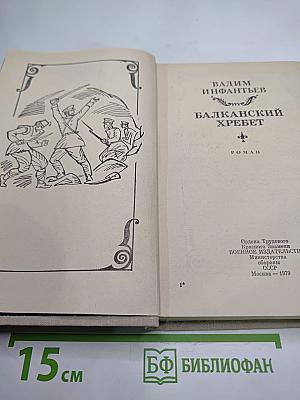 ВАДИМ
ИНФАНТЬЕВ
БАЛКАНСКИЙ
ХРЕБЕТ
РОМАН
Ордена Трудового
Красного Знамени
ВОЕННОЕ ИЗДАТЕЛЬСТВО
Министерства
обороны
СССР
Москва — 1979
1*
15 см
БФ БИБЛИОФАН